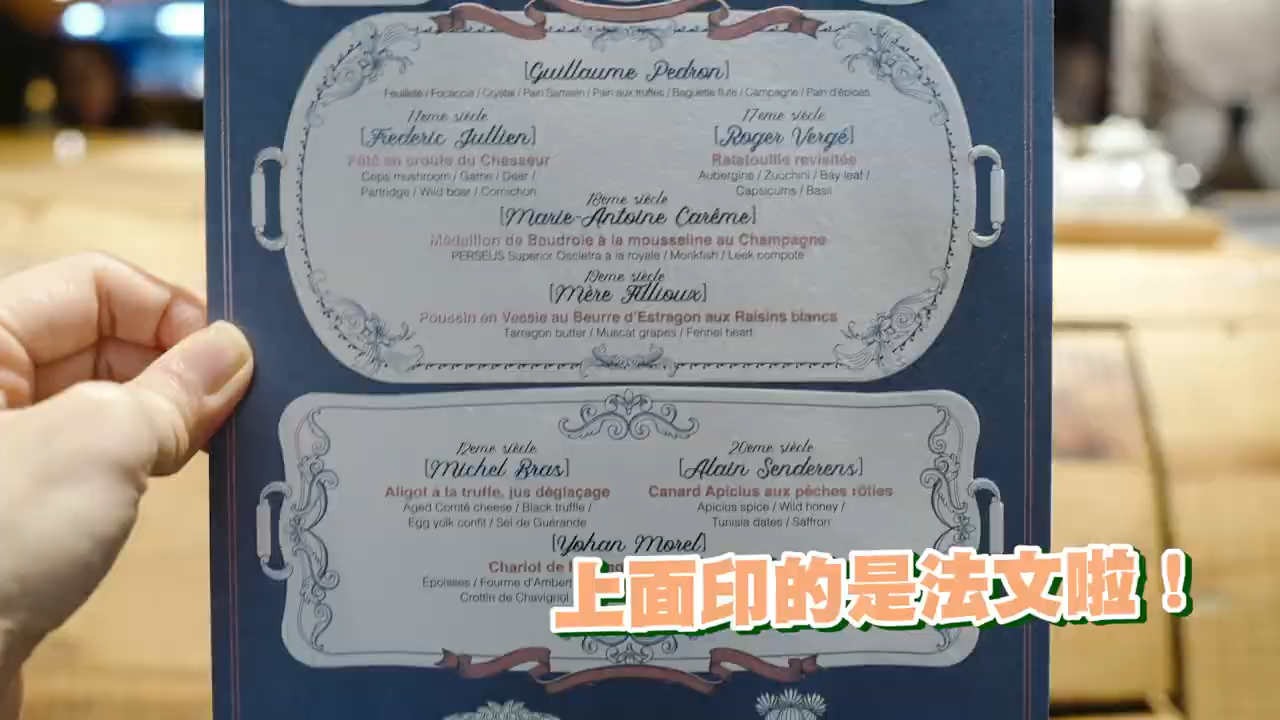 [Guillaume Pedron]
Feuilleté / Focaccia / Crystal / Pain Sarrasin / Pain aux truffes / Baguette flute / Campagne / Pain d'épices
11eme siècle
[Frederic Jullien]
Pâté en croute du Chasseur
Ceps mushroom / Game / Deer /
Partridge / Wild boar / Cornichon
17eme siècle
[Roger Vergé]
Ratatouille revisitée
Aubergine / Zucchini / Bay leaf /
Capsicums / Basil
18eme siècle
[Marie-Antoine Carême]
Médaillon de Baudroie à la mousseline au Champagne
PERSEUS Superior Oscietra à la royale / Monkfish / Leek compote
19eme siècle
[Mère Fillioux]
Poussin en Vessie au Beurre d'Estragon aux Raisins blancs
Tarragon butter / Muscat grapes / Fennel heart
12eme siècle
[Michel Bras]
Aligot à la truffe, jus déglaçage
Aged Comté cheese / Black truffle /
Egg yolk confit / Sel de Guérande
20eme siècle
[Alain Senderens]
Canard Apicius aux pêches rôties
Apicius spice / Wild honey /
Tunisia dates / Saffron
[Yohan Morel]
Chariot de
Époisses / Fourme d'Ambert
Crottin de Chavignol
上面印的是法文啦！